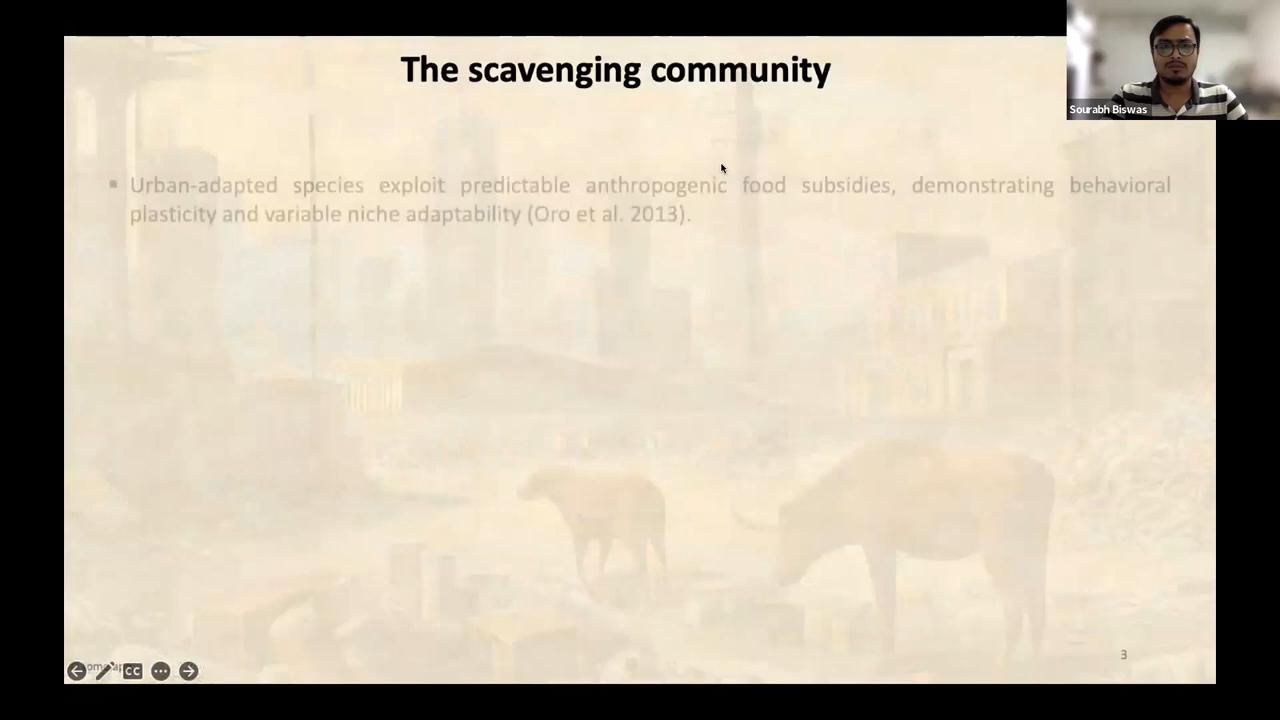 The scavenging community
Sourabh Biswas
▪ Urban-adapted species exploit predictable anthropogenic food subsidies, demonstrating behavioral
plasticity and variable niche adaptability (Oro et al. 2013).
CC
3